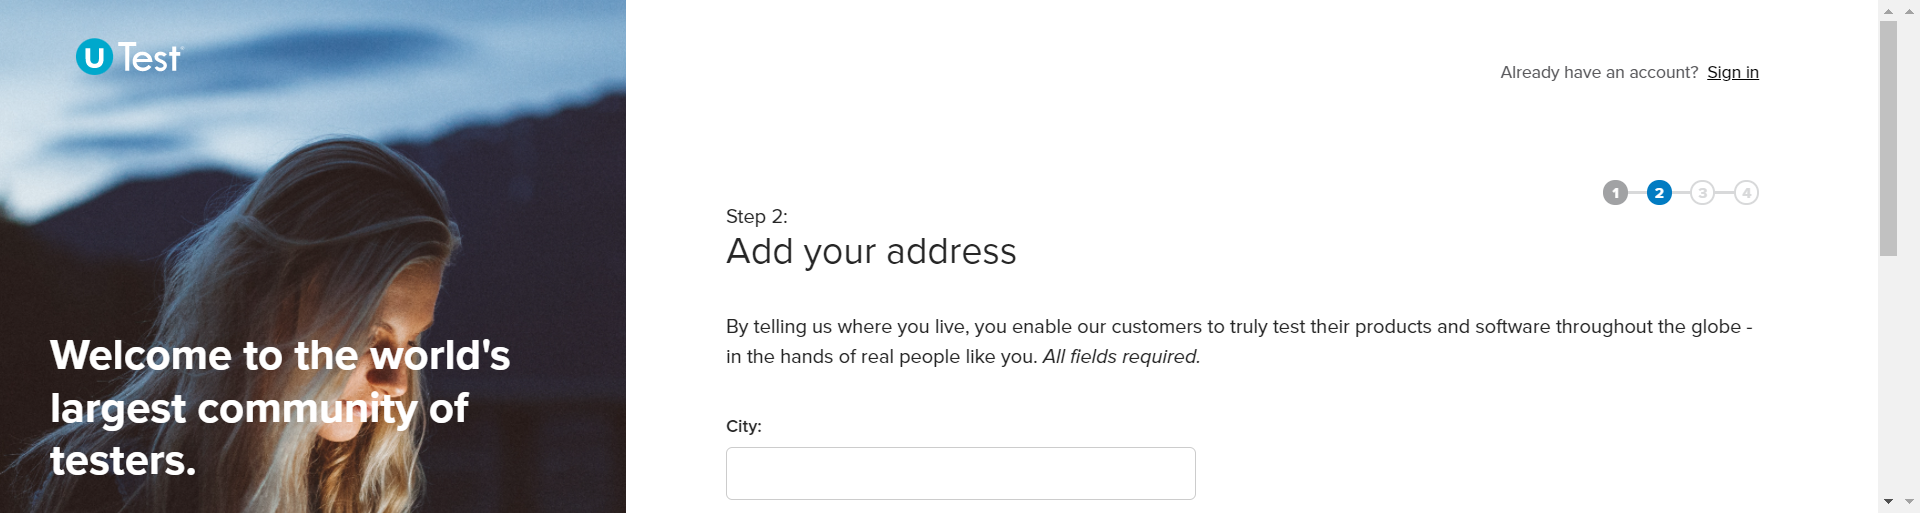 U Test
Already have an account? Sign in
1 2 3 4
Step 2:
Add your address
By telling us where you live, you enable our customers to truly test their products and software throughout the globe -
in the hands of real people like you. All fields required.
City:
Welcome to the world's
largest community of
testers.